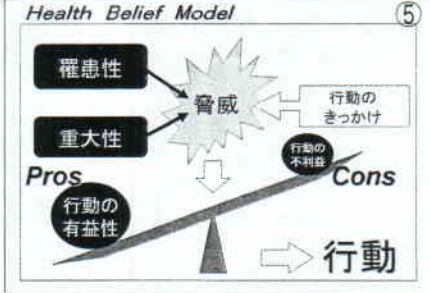 Health Belief Model
⑤
罹患性
重大性
脅威
行動の
きっかけ
Pros
行動の
有益性
行動の
不利益
Cons
行動